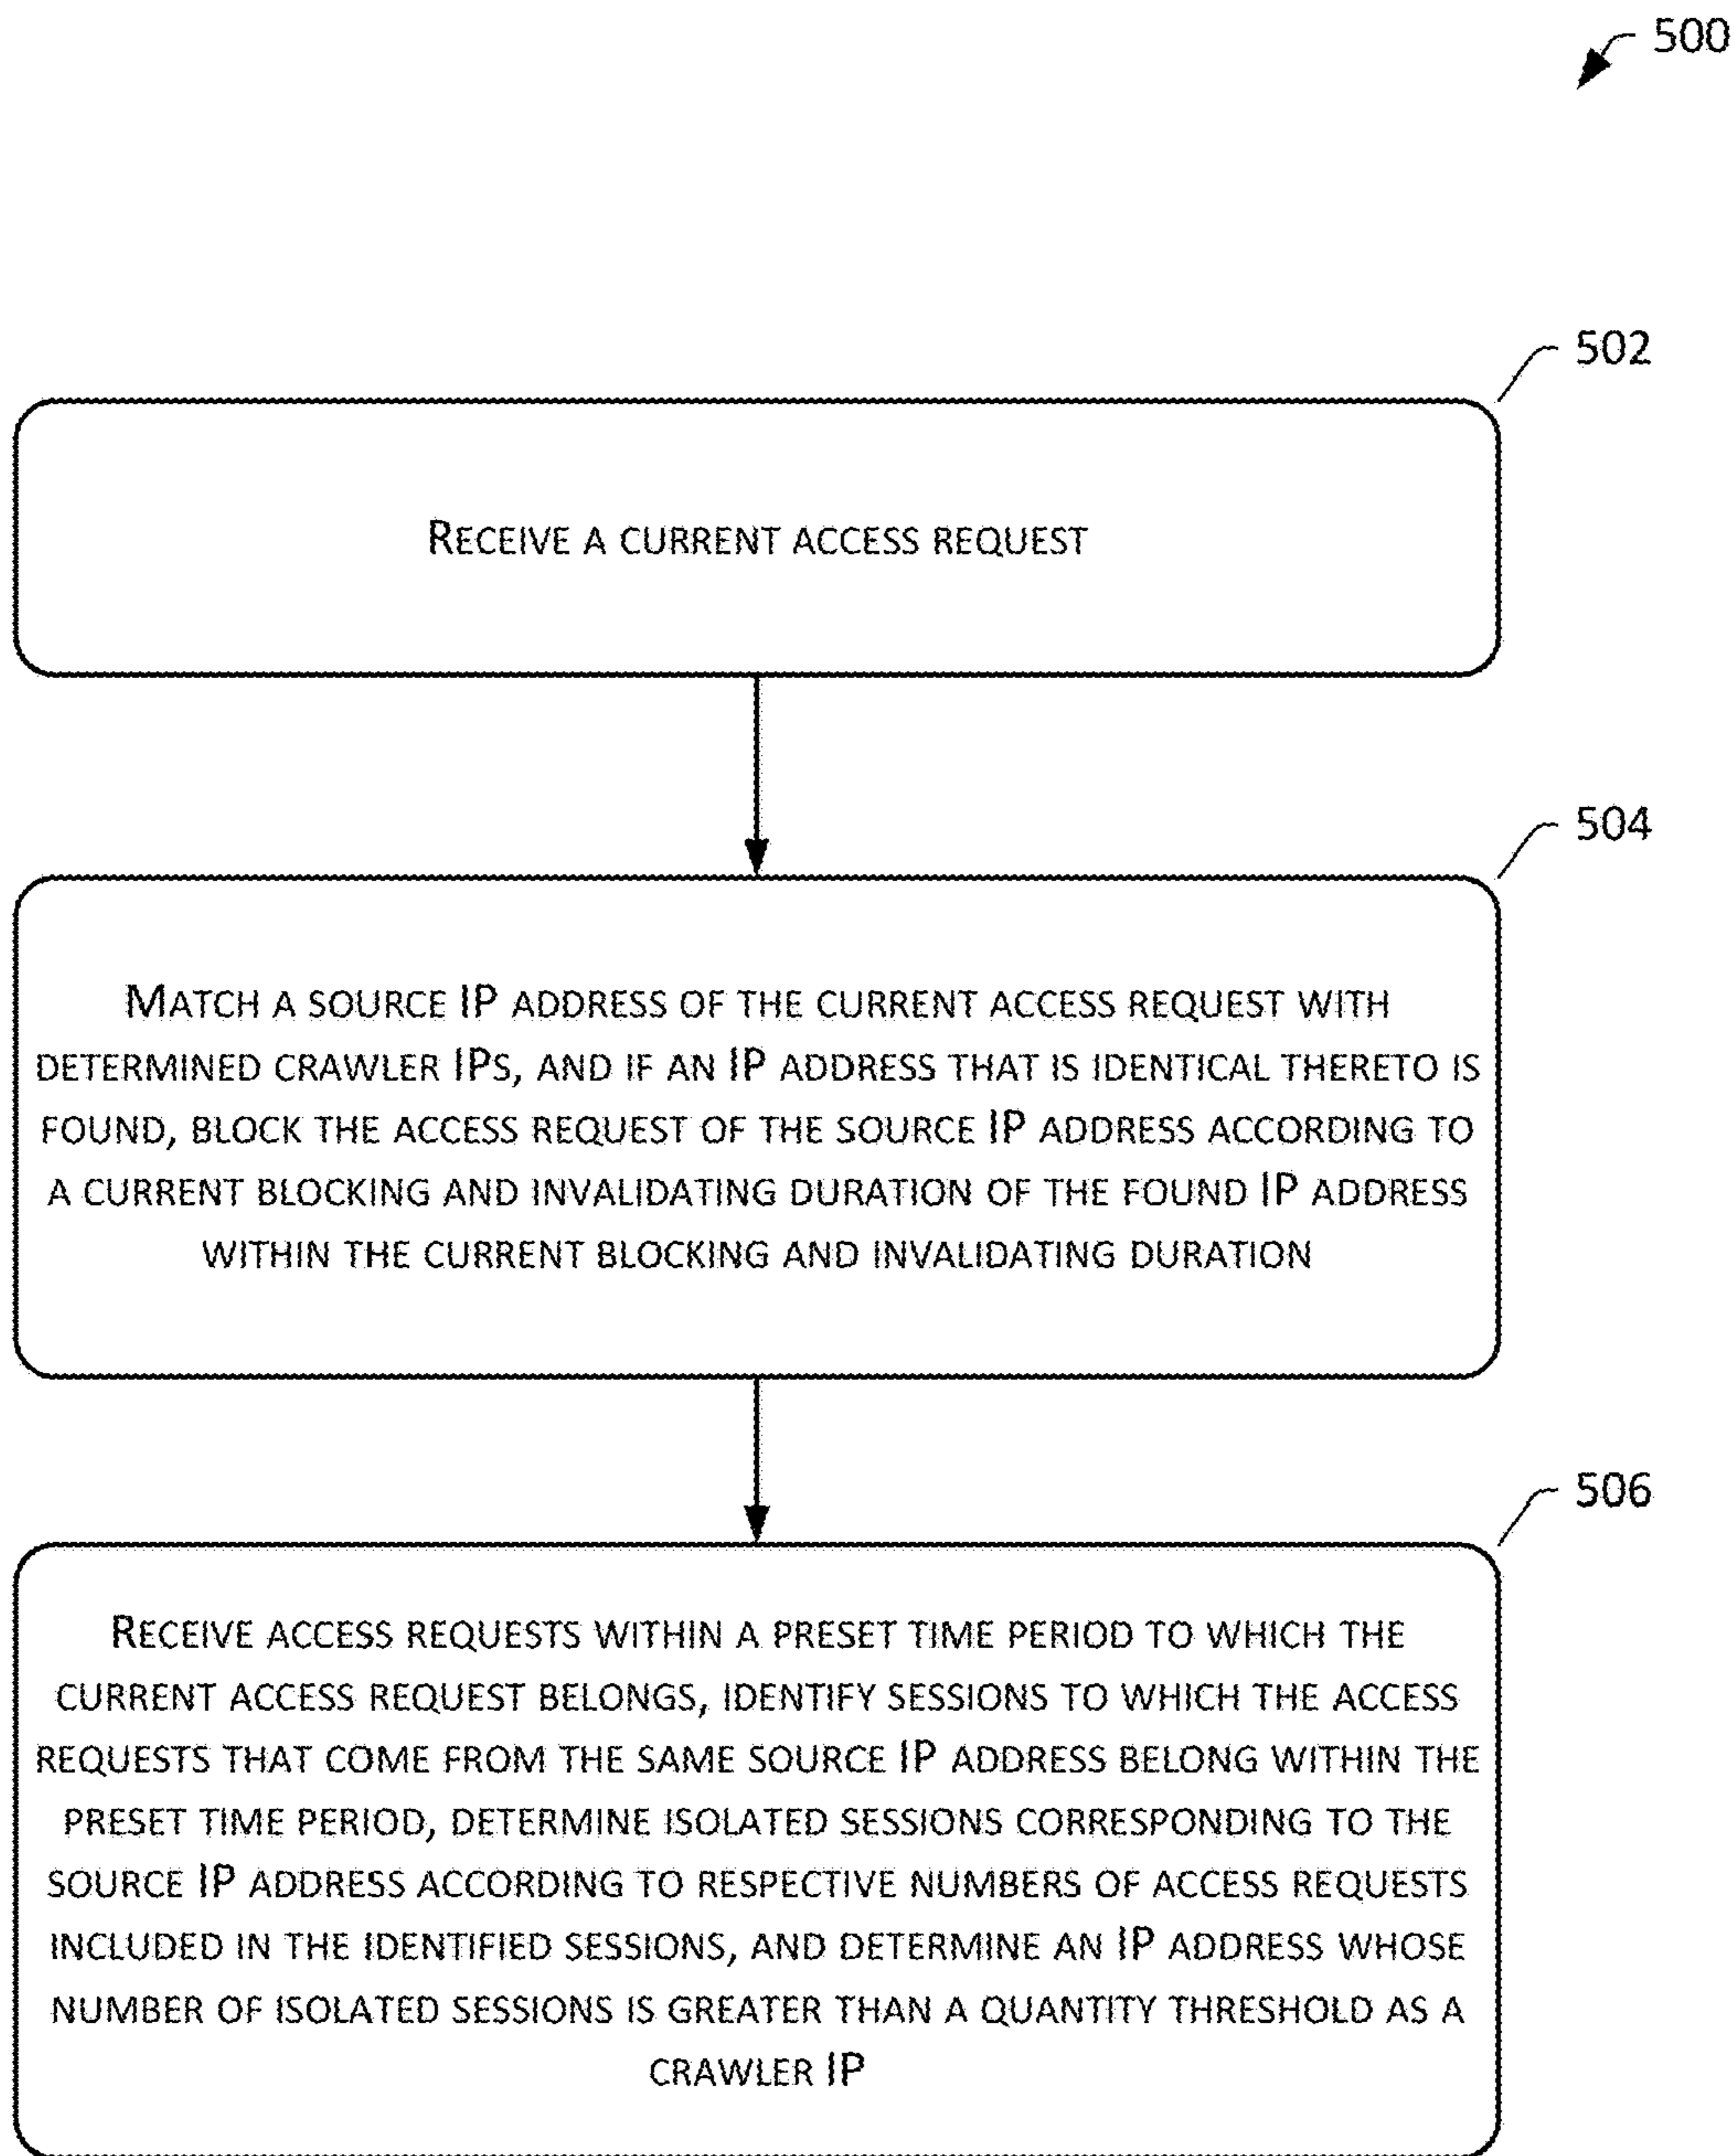 500
502
RECEIVE A CURRENT ACCESS REQUEST
504
MATCH A SOURCE IP ADDRESS OF THE CURRENT ACCESS REQUEST WITH
DETERMINED CRAWLER IPS, AND IF AN IP ADDRESS THAT IS IDENTICAL THERETO IS
FOUND, BLOCK THE ACCESS REQUEST OF THE SOURCE IP ADDRESS ACCORDING TO
A CURRENT BLOCKING AND INVALIDATING DURATION OF THE FOUND IP ADDRESS
WITHIN THE CURRENT BLOCKING AND INVALIDATING DURATION
506
RECEIVE ACCESS REQUESTS WITHIN A PRESET TIME PERIOD TO WHICH THE
CURRENT ACCESS REQUEST BELONGS, IDENTIFY SESSIONS TO WHICH THE ACCESS
REQUESTS THAT COME FROM THE SAME SOURCE IP ADDRESS BELONG WITHIN THE
PRESET TIME PERIOD, DETERMINE ISOLATED SESSIONS CORRESPONDING TO THE
SOURCE IP ADDRESS ACCORDING TO RESPECTIVE NUMBERS OF ACCESS REQUESTS
INCLUDED IN THE IDENTIFIED SESSIONS, AND DETERMINE AN IP ADDRESS WHOSE
NUMBER OF ISOLATED SESSIONS IS GREATER THAN A QUANTITY THRESHOLD AS A
CRAWLER IP